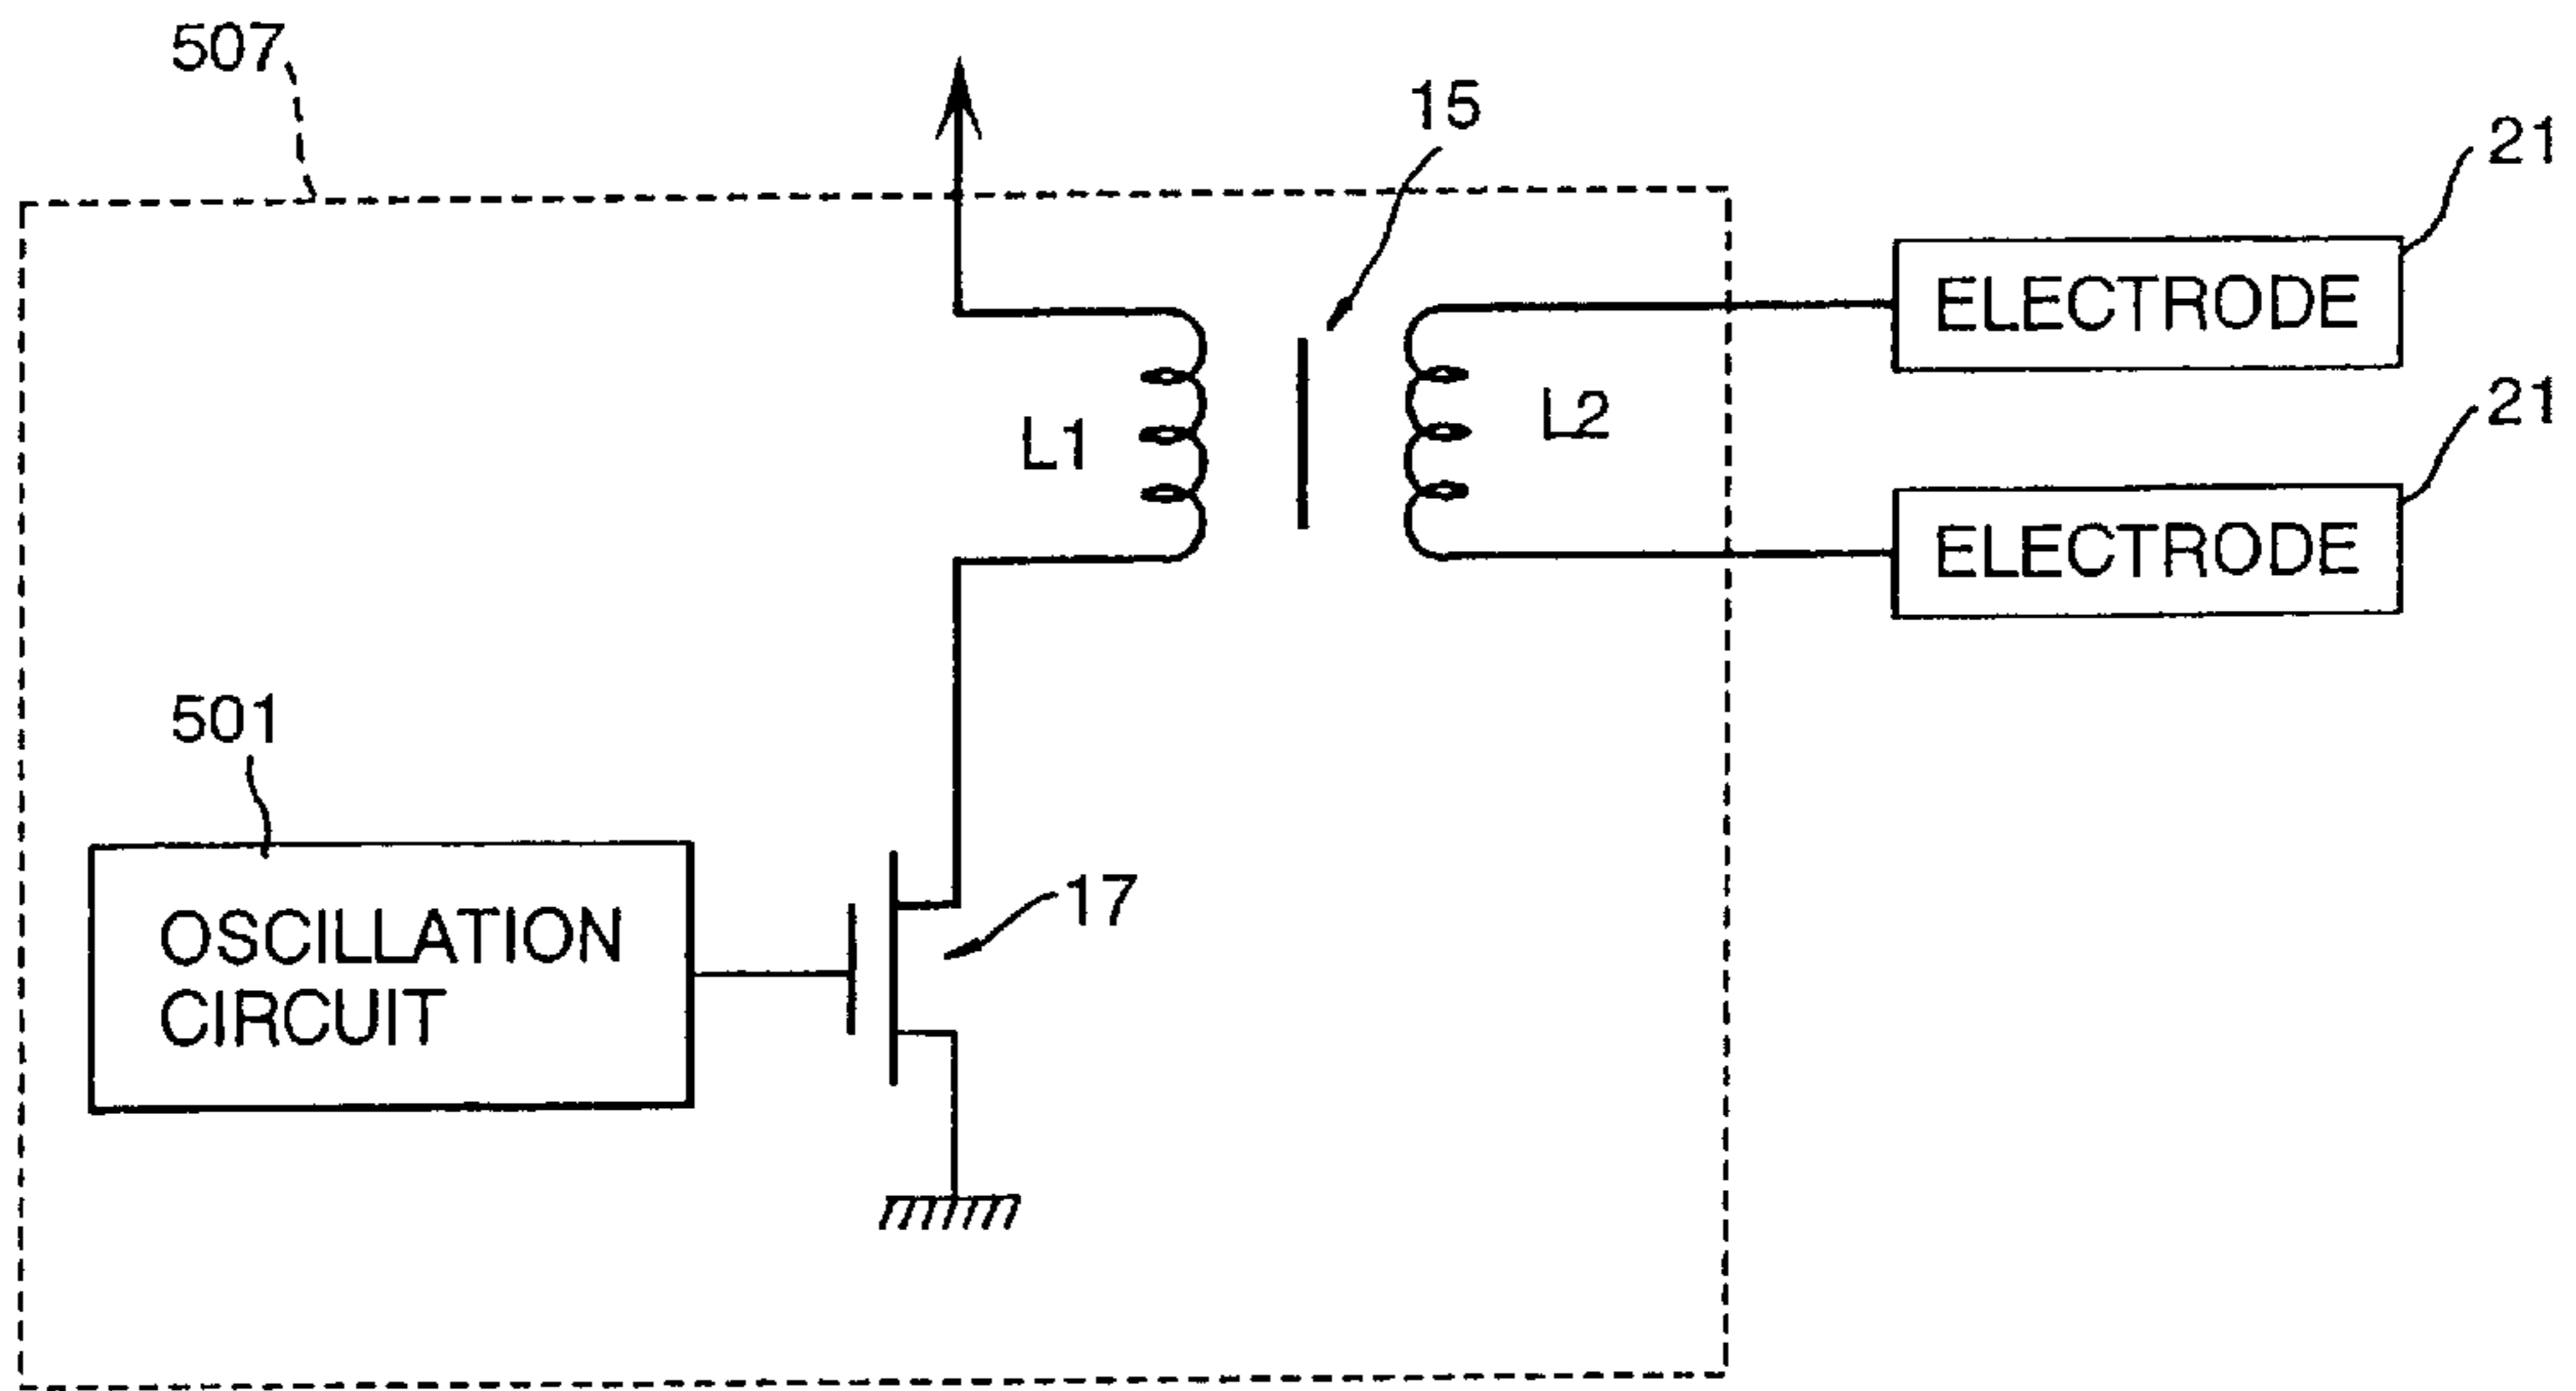 507
15
21
ELECTRODE
L1
L2
21
ELECTRODE
501
OSCILLATION
CIRCUIT
17